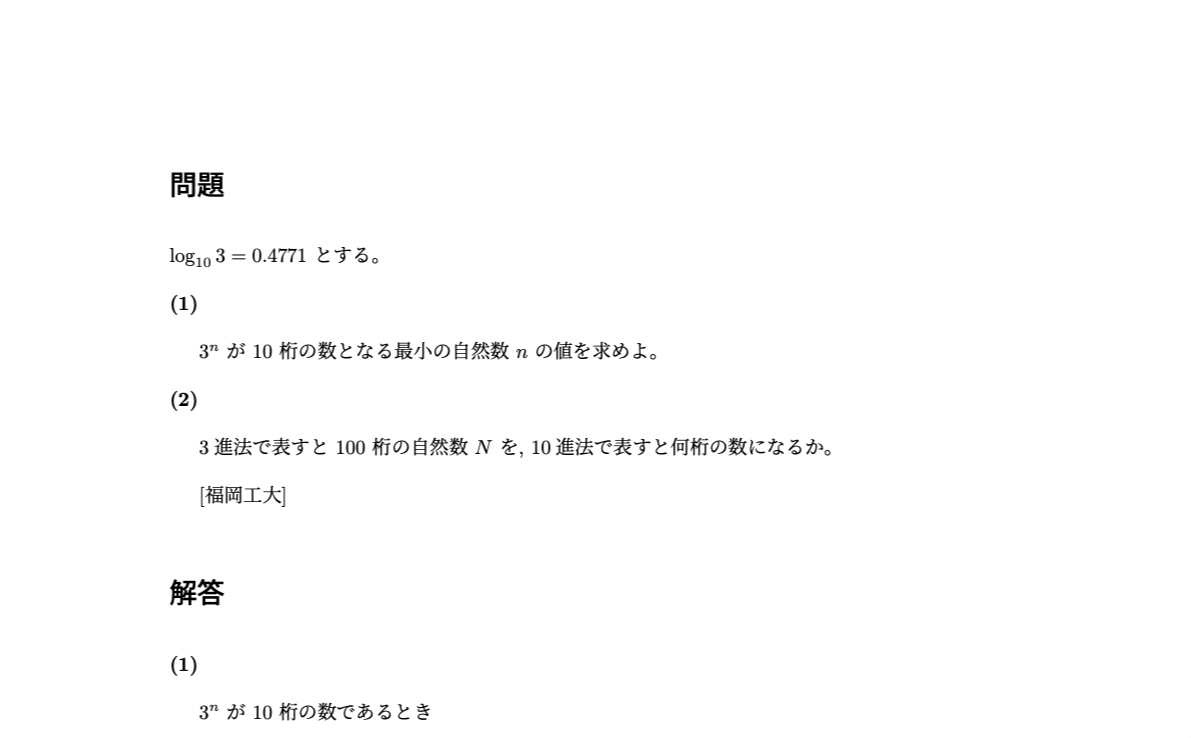 問題
log₁₀ 3 = 0.4771 とする。
(1)
3ⁿ が 10 桁の数となる最小の自然数 n の値を求めよ。
(2)
3 進法で表すと 100 桁の自然数 N を, 10 進法で表すと何桁の数になるか。
[福岡工大]
解答
(1)
3ⁿ が 10 桁の数であるとき